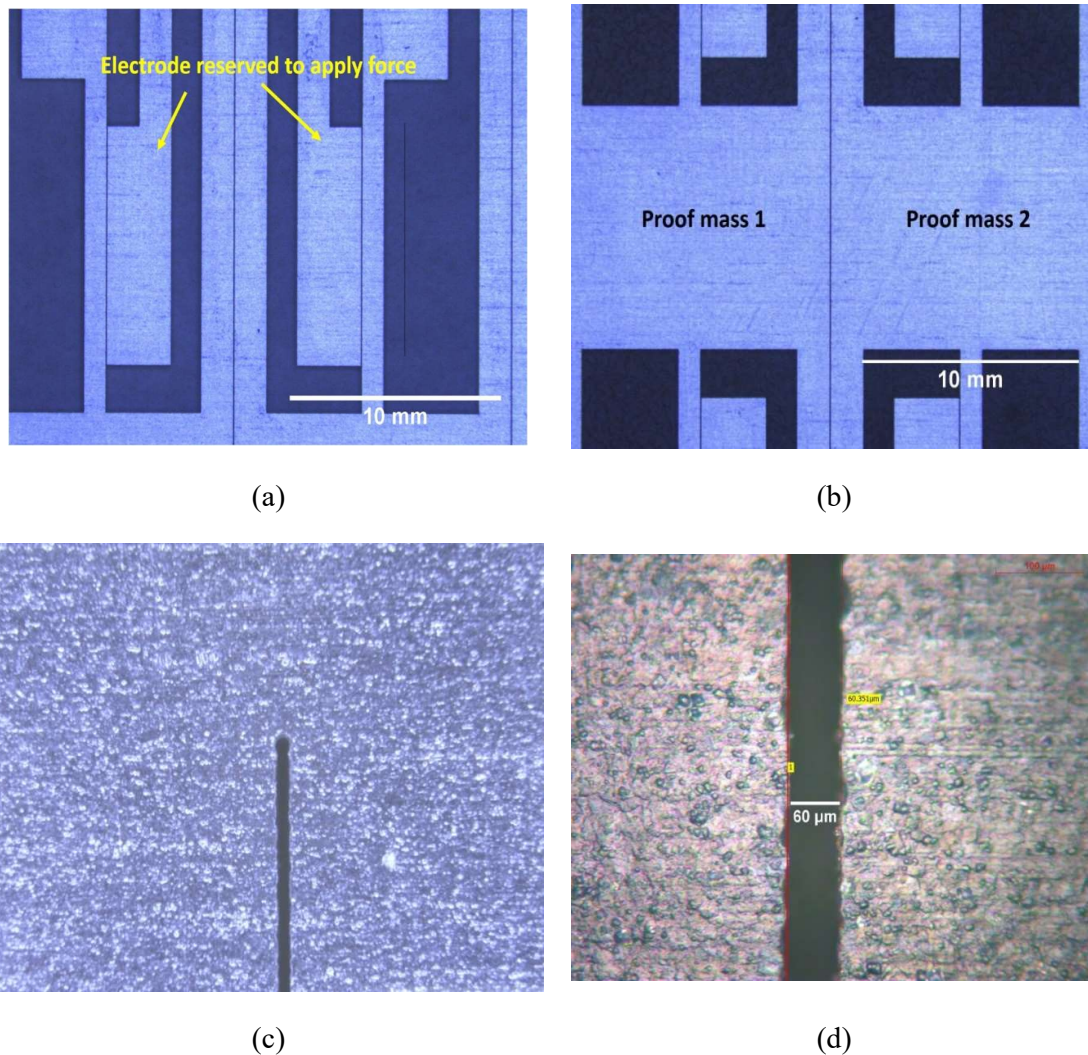 Electrode reserved to apply force
10 mm
(a)
Proof mass 1
Proof mass 2
10 mm
(b)
(c)
100 µm
60.351µm
1
60 µm
(d)